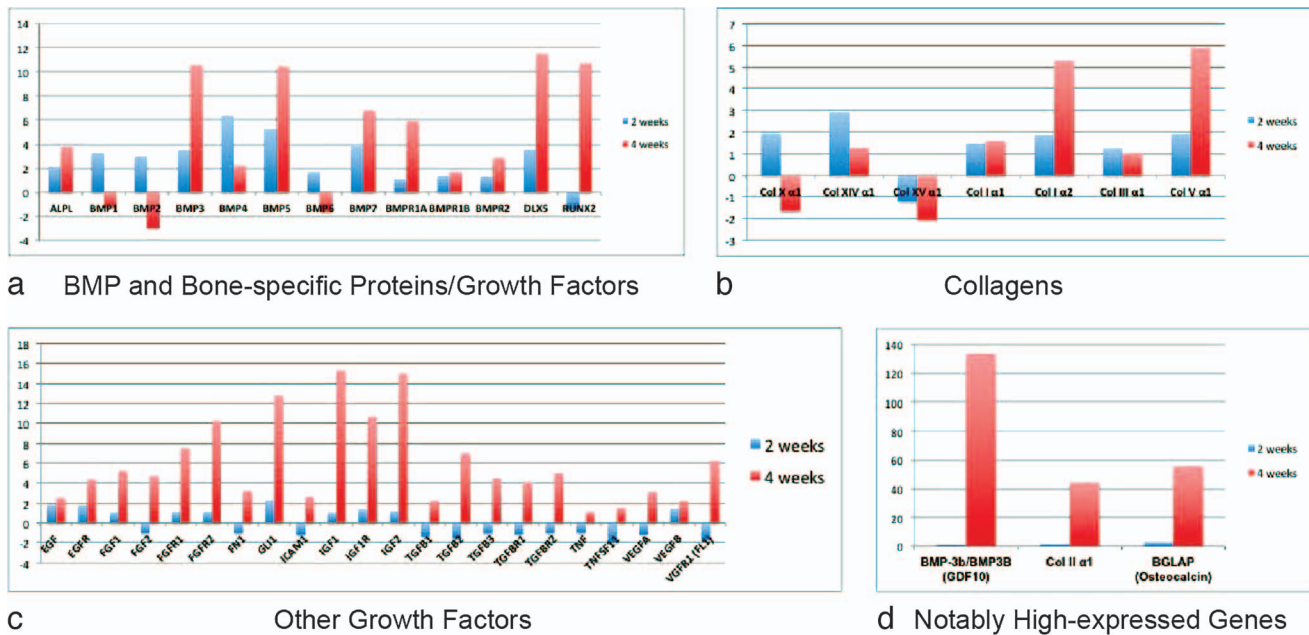 14
12
10
8
6
4
2
0
-2
-4
ALPL BMP1 BMP2 BMP3 BMP4 BMP5 BMP6 BMP7 BMPR1A BMPR1B BMPR2 DLX5 RUNX2
2 weeks
4 weeks
a BMP and Bone-specific Proteins/Growth Factors
7
6
5
4
3
2
1
0
-1
-2
-3
Col X α1 Col XIV α1 Col XV α1 Col I α1 Col I α2 Col III α1 Col V α1
2 weeks
4 weeks
b Collagens
18
16
14
12
10
8
6
4
2
0
-2
-4
EGF EGFR FGF1 FGF2 FGFR1 FGFR2 FN1 GLI1 ICAM1 IGF1 IGF1R IGF2 TGFB1 TGFB2 TGFB3 TGFBR1 TGFBR2 TNF TNFSF11 VEGFA VEGFB VGFR1 (FL1)
2 weeks
4 weeks
c Other Growth Factors
140
120
100
80
60
40
20
0
BMP-3b/BMP3B Col II α1 BGLAP
(GDF10) (Osteocalcin)
2 weeks
4 weeks
d Notably High-expressed Genes